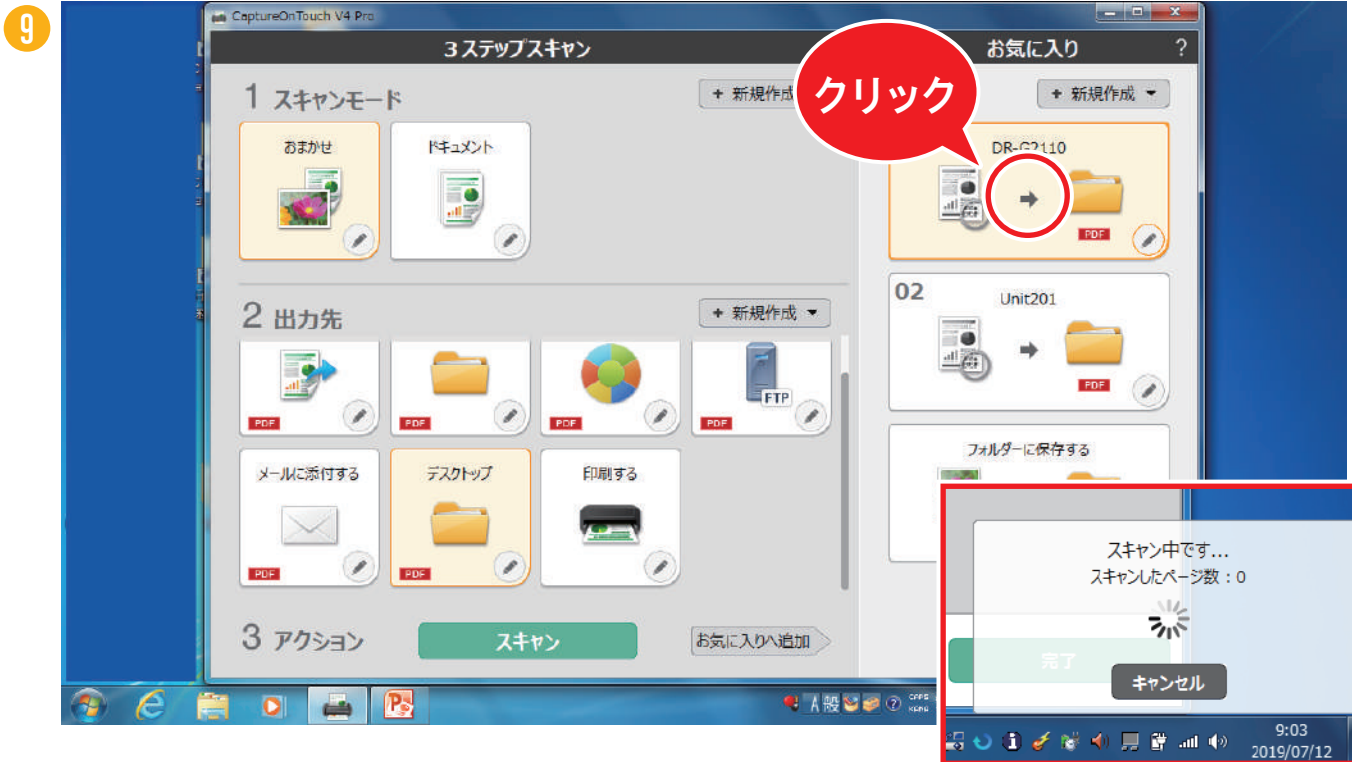 9
CaptureOnTouch V4 Pro
3ステップスキャン
お気に入り
?
1 スキャンモード
+ 新規作成
クリック
+ 新規作成
おまかせ
ドキュメント
DR-G2110
PDF
02
Unit201
PDF
2 出力先
+ 新規作成
PDF
PDF
PDF
FTP
PDF
メールに添付する
デスクトップ
印刷する
PDF
PDF
フォルダーに保存する
3 アクション
スキャン
お気に入りへ追加
スキャン中です...
スキャンしたページ数：0
完了
キャンセル
A 般
CAPS
KANA
9:03
2019/07/12